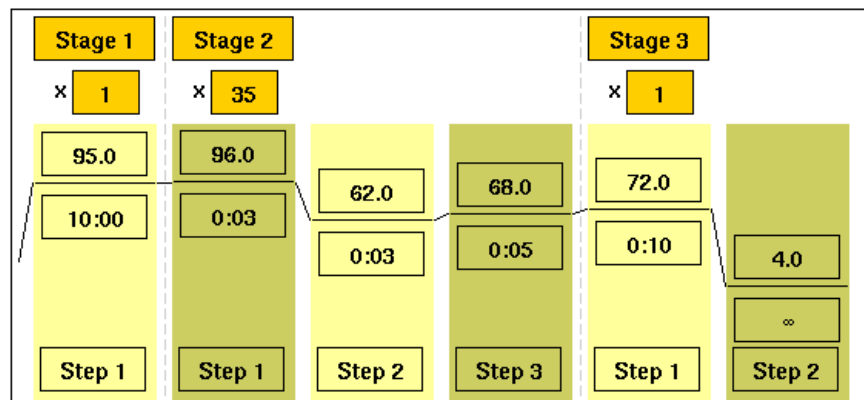 Stage 1 Stage 2 Stage 3
x 1 x 35 x 1
95.0 96.0 62.0 68.0 72.0 4.0
10:00 0:03 0:03 0:05 0:10 ∞
Step 1 Step 1 Step 2 Step 3 Step 1 Step 2